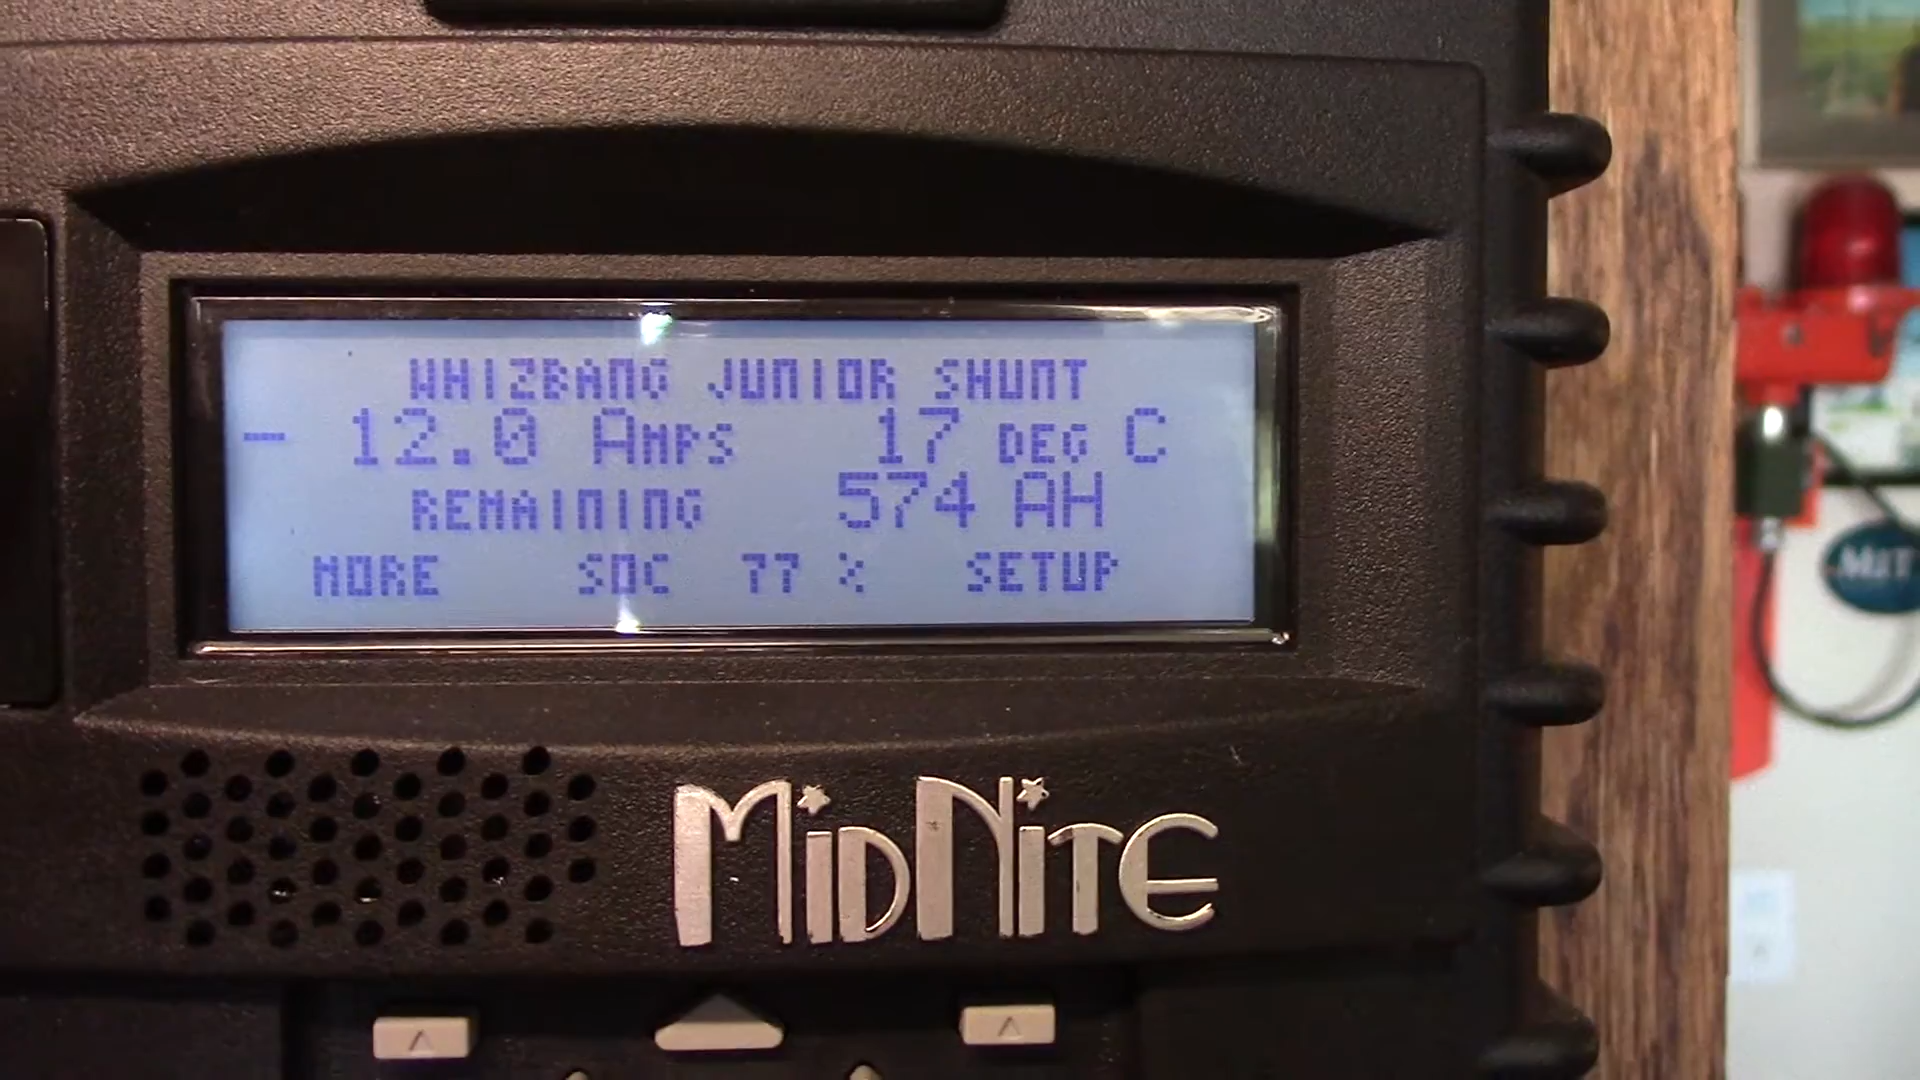 WHIZBANG JUNIOR SHUNT
- 12.0 AMPS 17 DEG C
REMAINING 574 AH
MORE SOC 77 % SETUP
MIDNITE